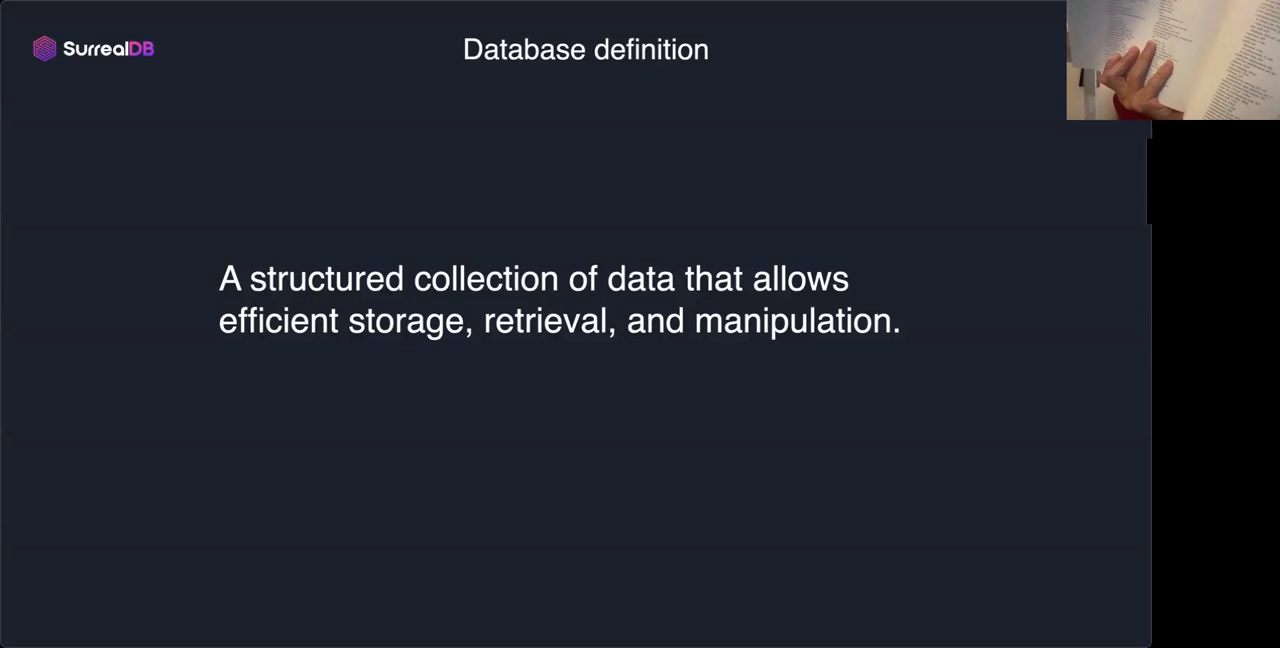 SurrealDB
Database definition
A structured collection of data that allows
efficient storage, retrieval, and manipulation.